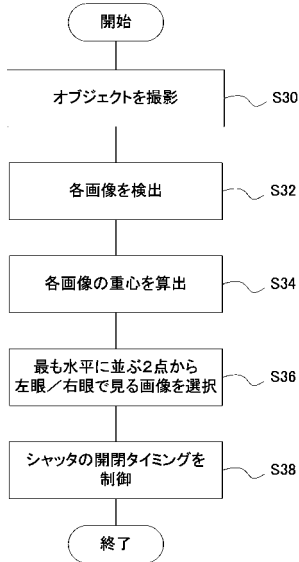 開始
オブジェクトを撮影
S30
各画像を検出
S32
各画像の重心を算出
S34
最も水平に並ぶ2点から
左眼／右眼で見る画像を選択
S36
シャッタの開閉タイミングを
制御
S38
終了